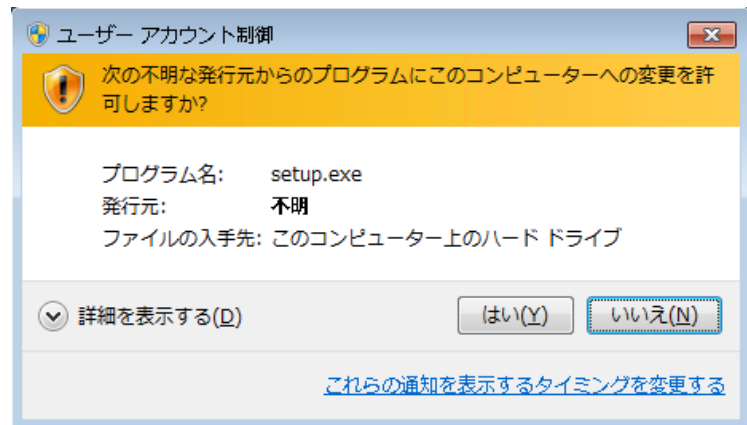 ユーザー アカウント制御
次の不明な発行元からのプログラムにこのコンピューターへの変更を許
可しますか?
プログラム名: setup.exe
発行元: 不明
ファイルの入手先: このコンピューター上のハード ドライブ
詳細を表示する(D)
はい(Y) いいえ(N)
これらの通知を表示するタイミングを変更する